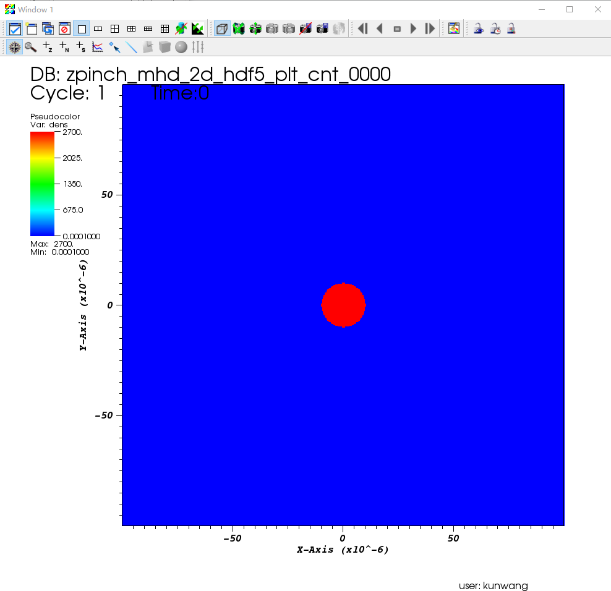 Window 1
DB: zpinch_mhd_2d_hdf5_plt_cnt_0000
Cycle: 1 Time:0
Pseudocolor
Var: dens
2700.
2025.
1350.
675.0
0.0001000
Max: 2700.
Min: 0.0001000
50
0
-50
Y-Axis (x10^-6)
-50 0 50
X-Axis (x10^-6)
user: kunwang